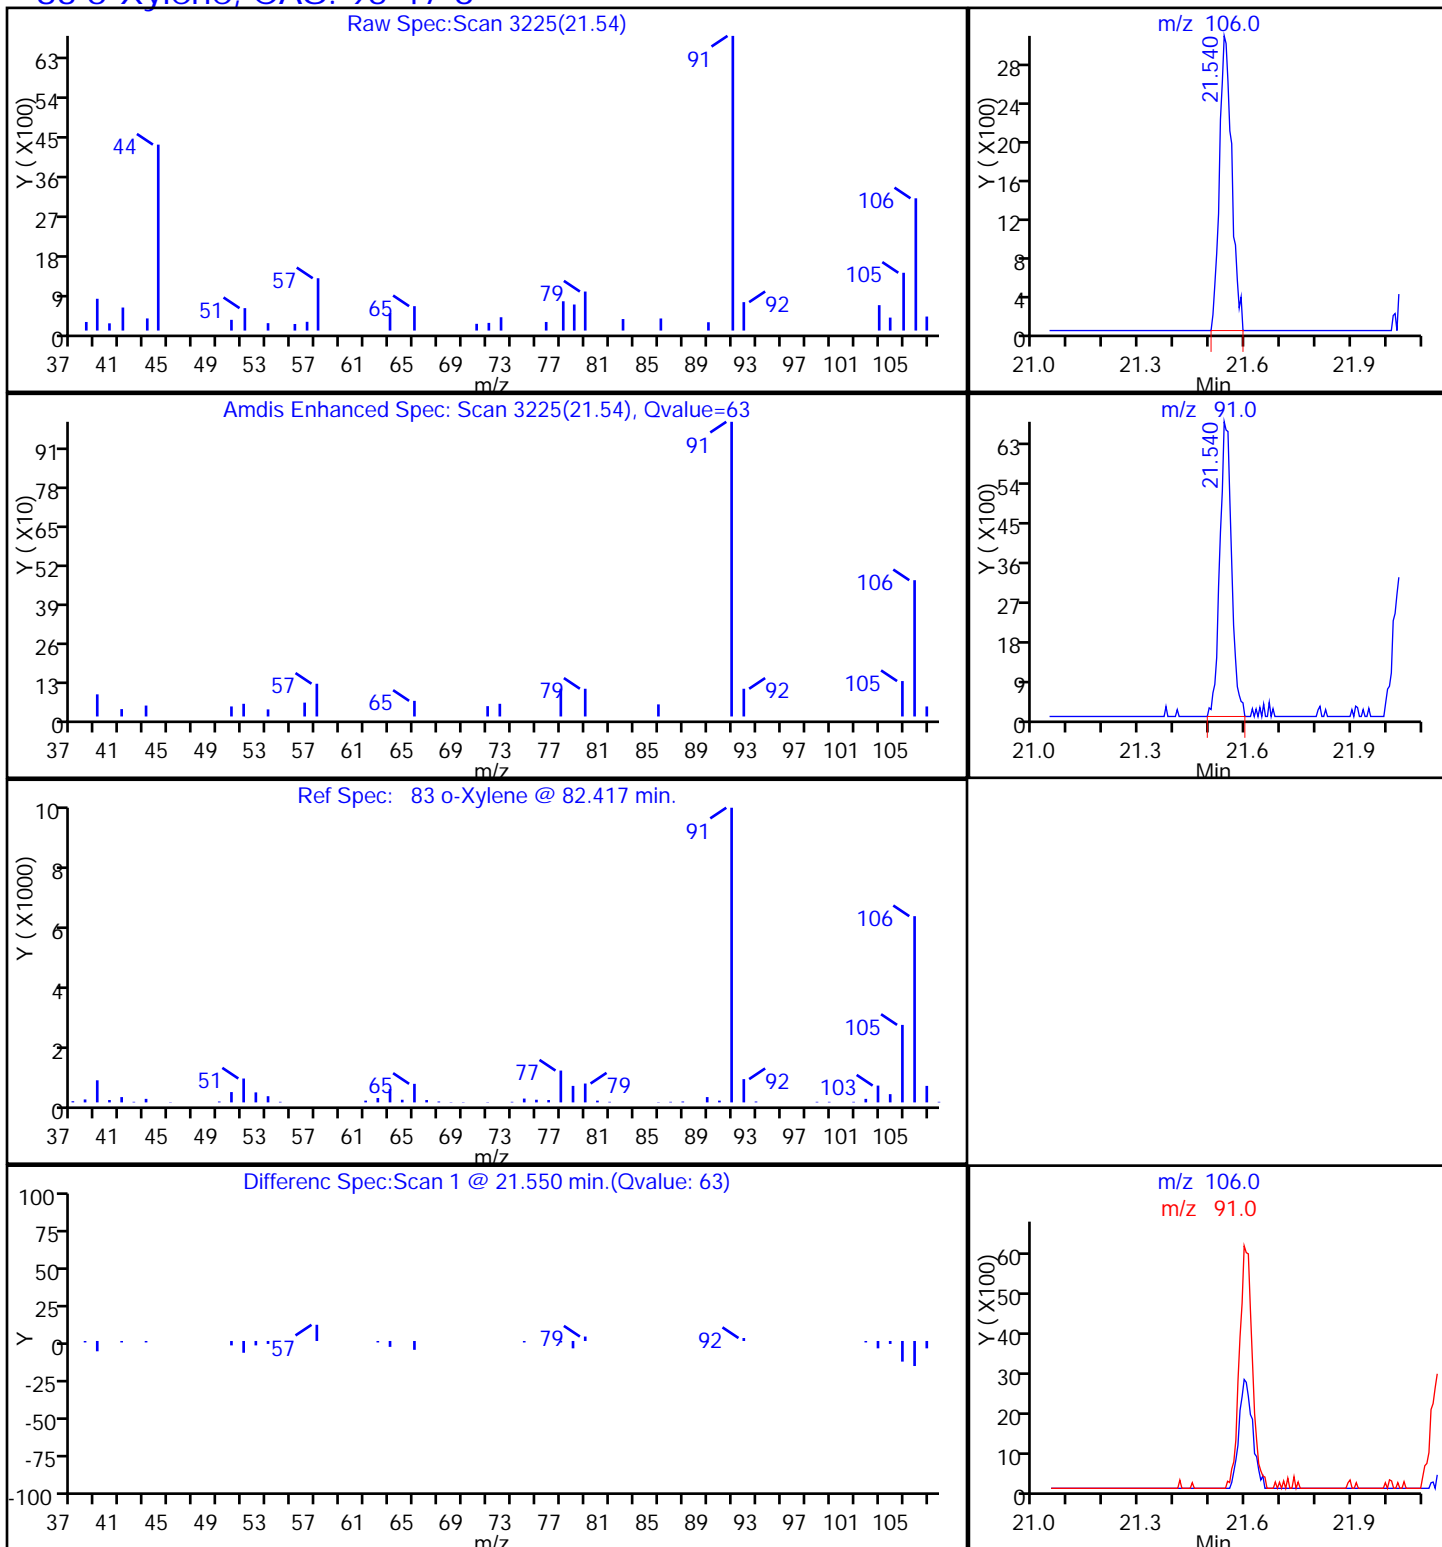 83 o-Xylene, CAS: 95-47-6
Raw Spec:Scan 3225(21.54)
Y ( X100)
63
54
45
36
27
18
9
0
44
51
57
65
79
91
92
105
106
37 41 45 49 53 57 61 65 69 73 77 81 85 89 93 97 101 105
m/z
m/z 106.0
Y ( X100)
28
24
20
16
12
8
4
0
21.540
21.0 21.3 21.6 21.9
Min
Amdis Enhanced Spec: Scan 3225(21.54), Qvalue=63
Y ( X10)
91
78
65
52
39
26
13
0
57
65
79
91
92
105
106
37 41 45 49 53 57 61 65 69 73 77 81 85 89 93 97 101 105
m/z
m/z 91.0
Y ( X100)
63
54
45
36
27
18
9
0
21.540
21.0 21.3 21.6 21.9
Min
Ref Spec: 83 o-Xylene @ 82.417 min.
Y ( X1000)
10
8
6
4
2
0
51
65
77
79
91
92
103
105
106
37 41 45 49 53 57 61 65 69 73 77 81 85 89 93 97 101 105
m/z
Differenc Spec:Scan 1 @ 21.550 min.(Qvalue: 63)
Y
100
75
50
25
0
-25
-50
-75
-100
57
79
92
37 41 45 49 53 57 61 65 69 73 77 81 85 89 93 97 101 105
m/z
m/z 106.0
m/z 91.0
Y ( X100)
60
50
40
30
20
10
0
21.0 21.3 21.6 21.9
Min